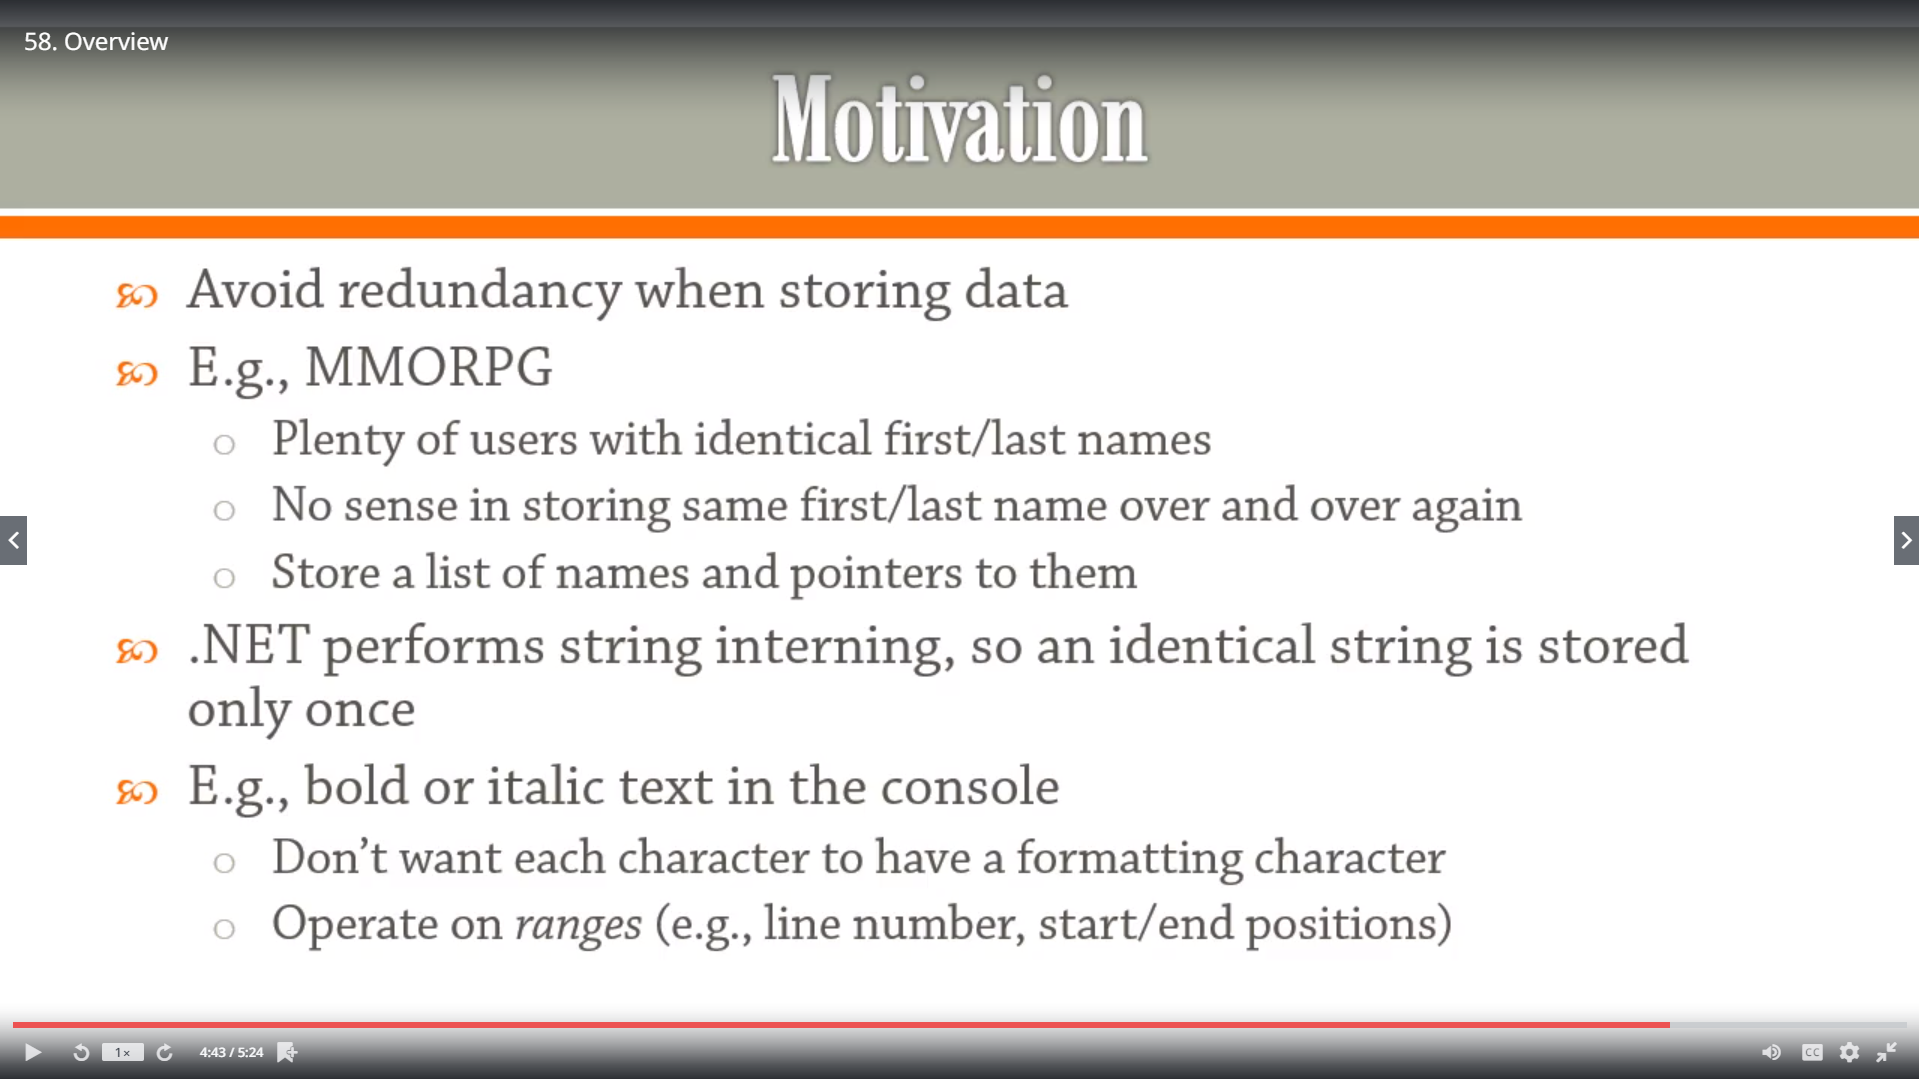 58. Overview
Motivation
Avoid redundancy when storing data
E.g., MMORPG
Plenty of users with identical first/last names
No sense in storing same first/last name over and over again
Store a list of names and pointers to them
.NET performs string interning, so an identical string is stored
only once
E.g., bold or italic text in the console
Don’t want each character to have a formatting character
Operate on ranges (e.g., line number, start/end positions)
1×
4:43 / 5:24
CC